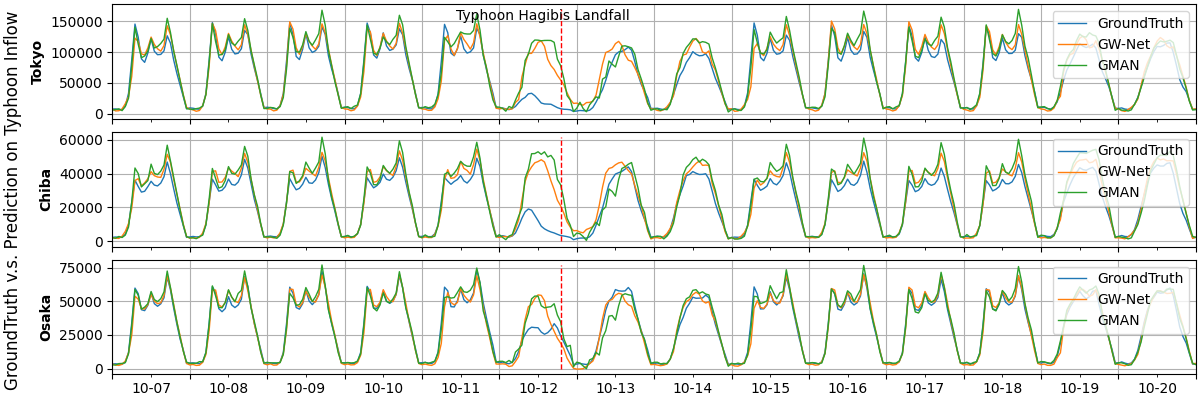 GroundTruth v.s. Prediction on Typhoon Inflow
Typhoon Hagibis Landfall
Tokyo
150000
100000
50000
0
GroundTruth
GW-Net
GMAN
Chiba
60000
40000
20000
0
GroundTruth
GW-Net
GMAN
Osaka
75000
50000
25000
0
GroundTruth
GW-Net
GMAN
10-07 10-08 10-09 10-10 10-11 10-12 10-13 10-14 10-15 10-16 10-17 10-18 10-19 10-20